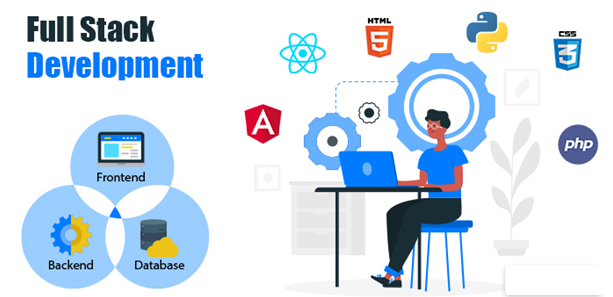 Full Stack
Development
HTML
5
CSS
3
A
php
Frontend
Backend
Database